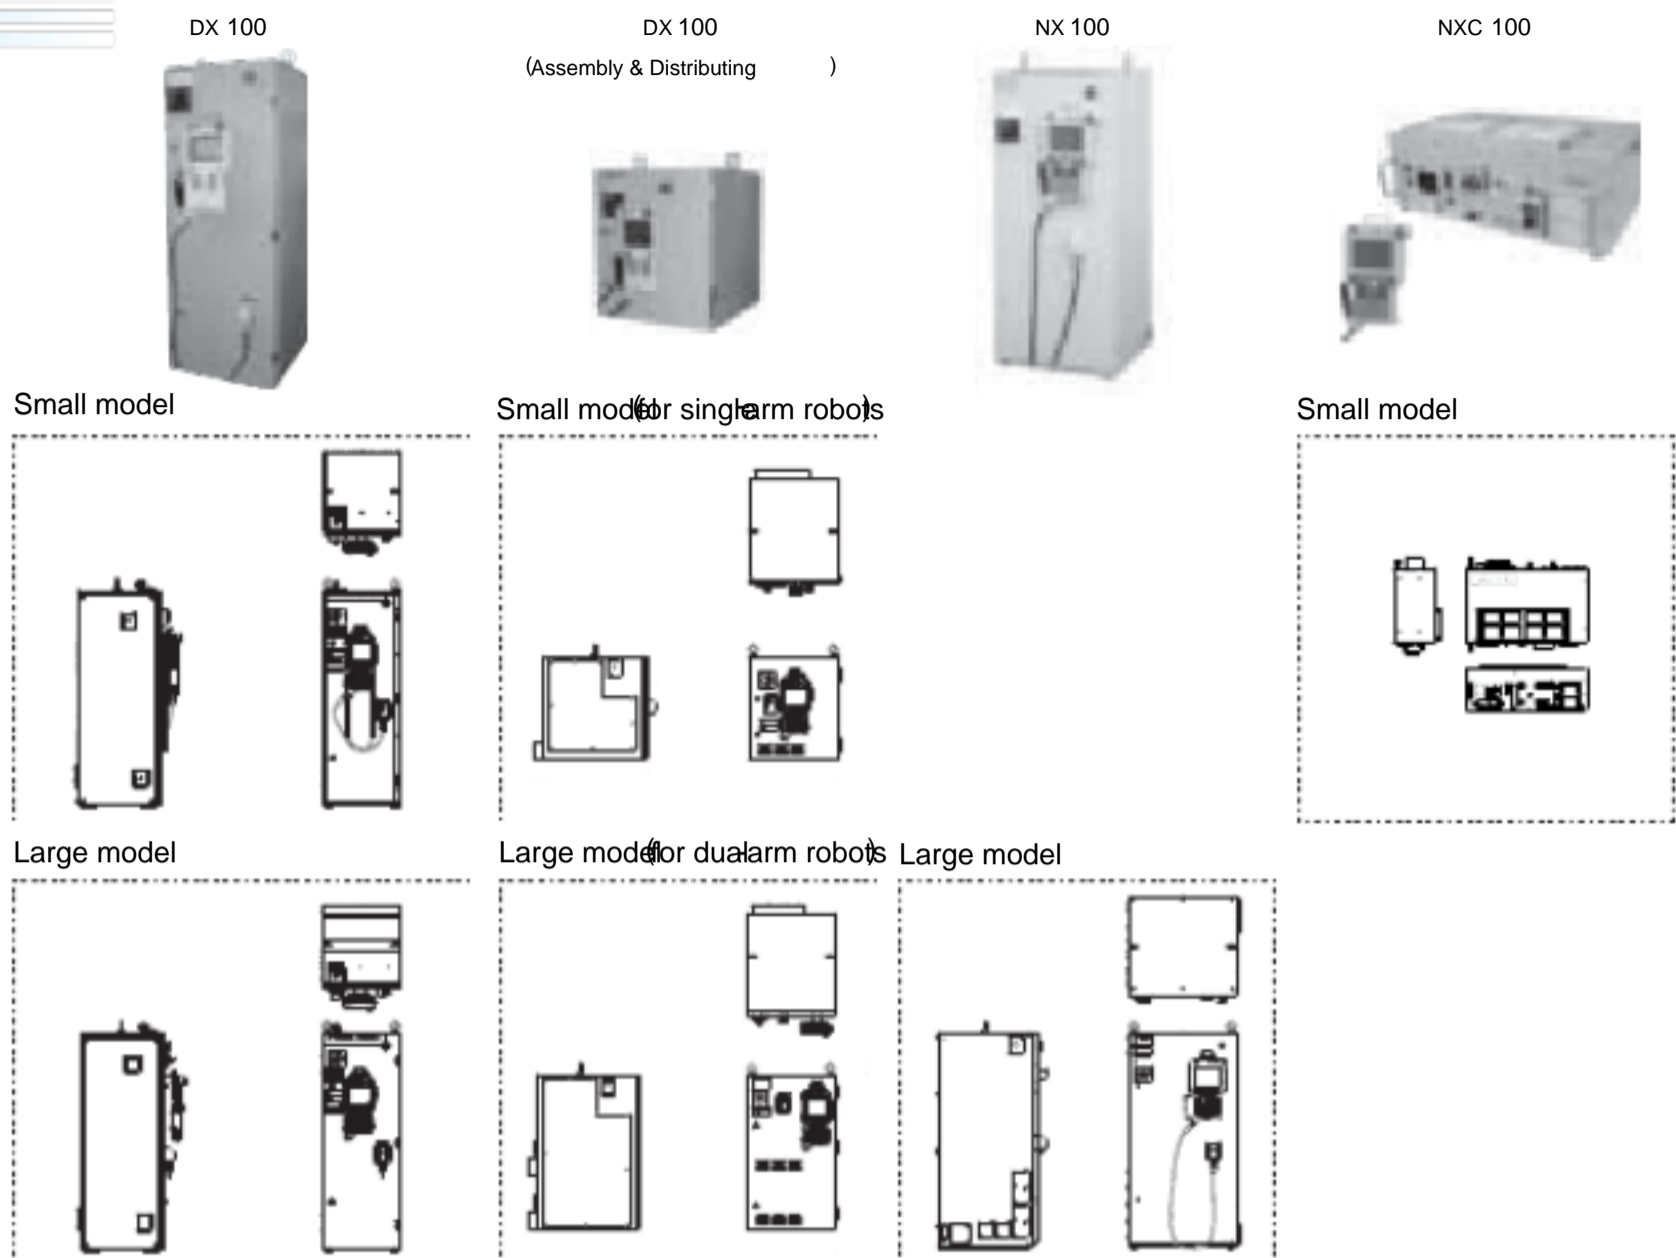 DX 100
DX 100
NX 100
NXC 100
(Assembly & Distributing )
Small model
Small model(for single-arm robots)
Small model
Large model
Large model(for dual-arm robots)
Large model